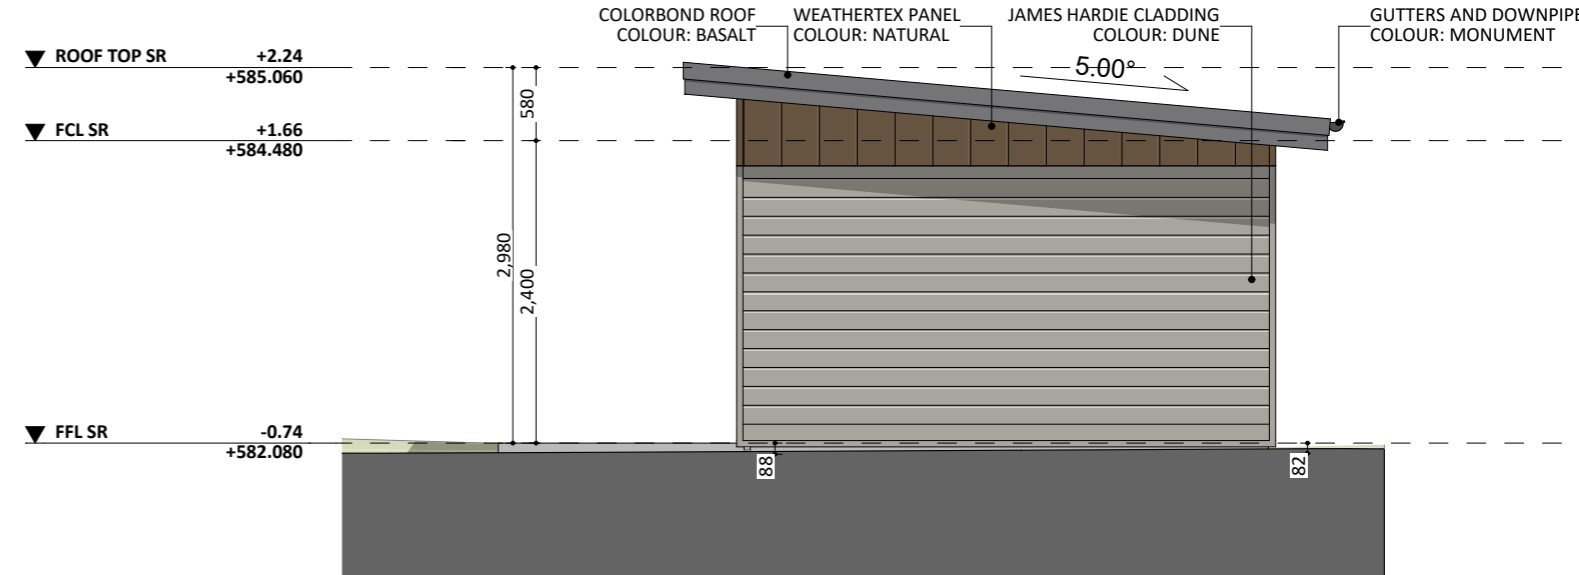 COLORBOND ROOF
COLOUR: BASALT
WEATHERTEX PANEL
COLOUR: NATURAL
JAMES HARDIE CLADDING
COLOUR: DUNE
GUTTERS AND DOWNPIPE
COLOUR: MONUMENT
ROOF TOP SR +2.24
+585.060
5.00°
580
FCL SR +1.66
+584.480
2,980
2,400
FFL SR -0.74
+582.080
88
82